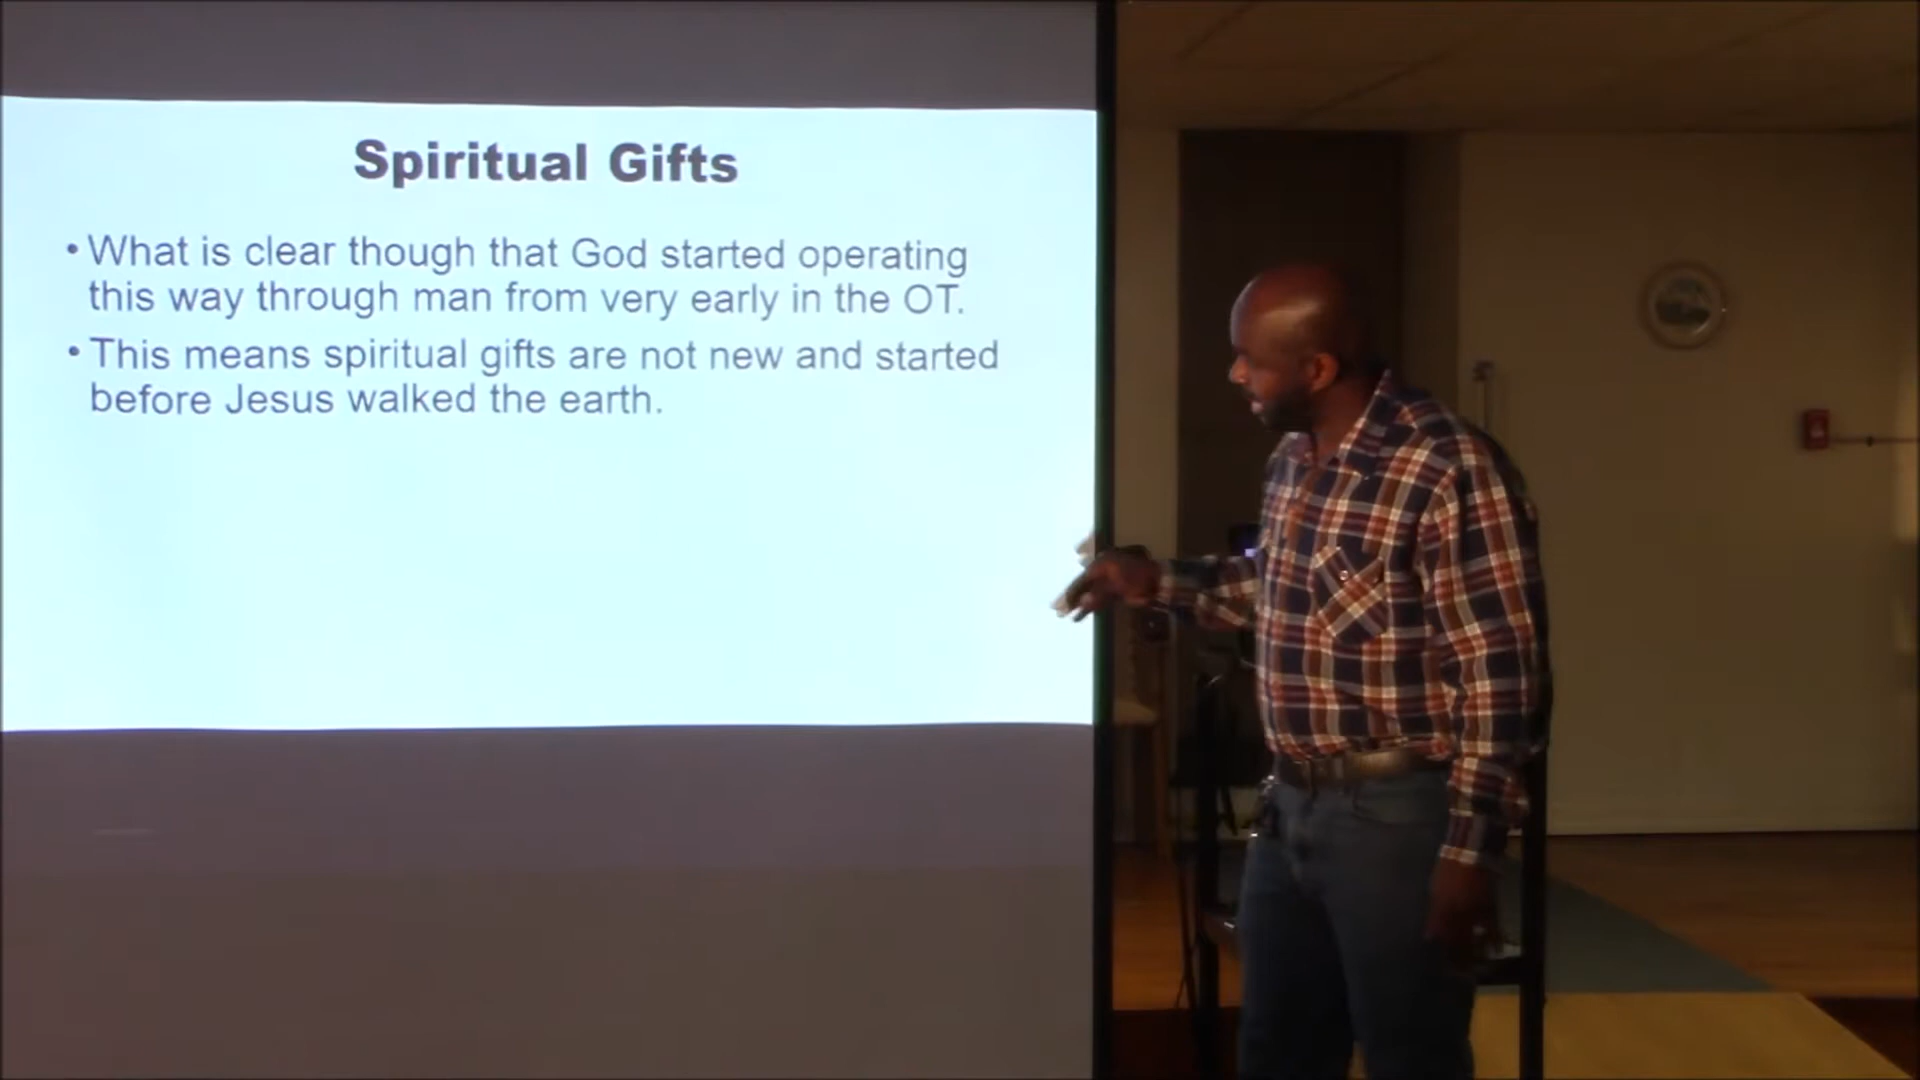 Spiritual Gifts
• What is clear though that God started operating
this way through man from very early in the OT.
• This means spiritual gifts are not new and started
before Jesus walked the earth.